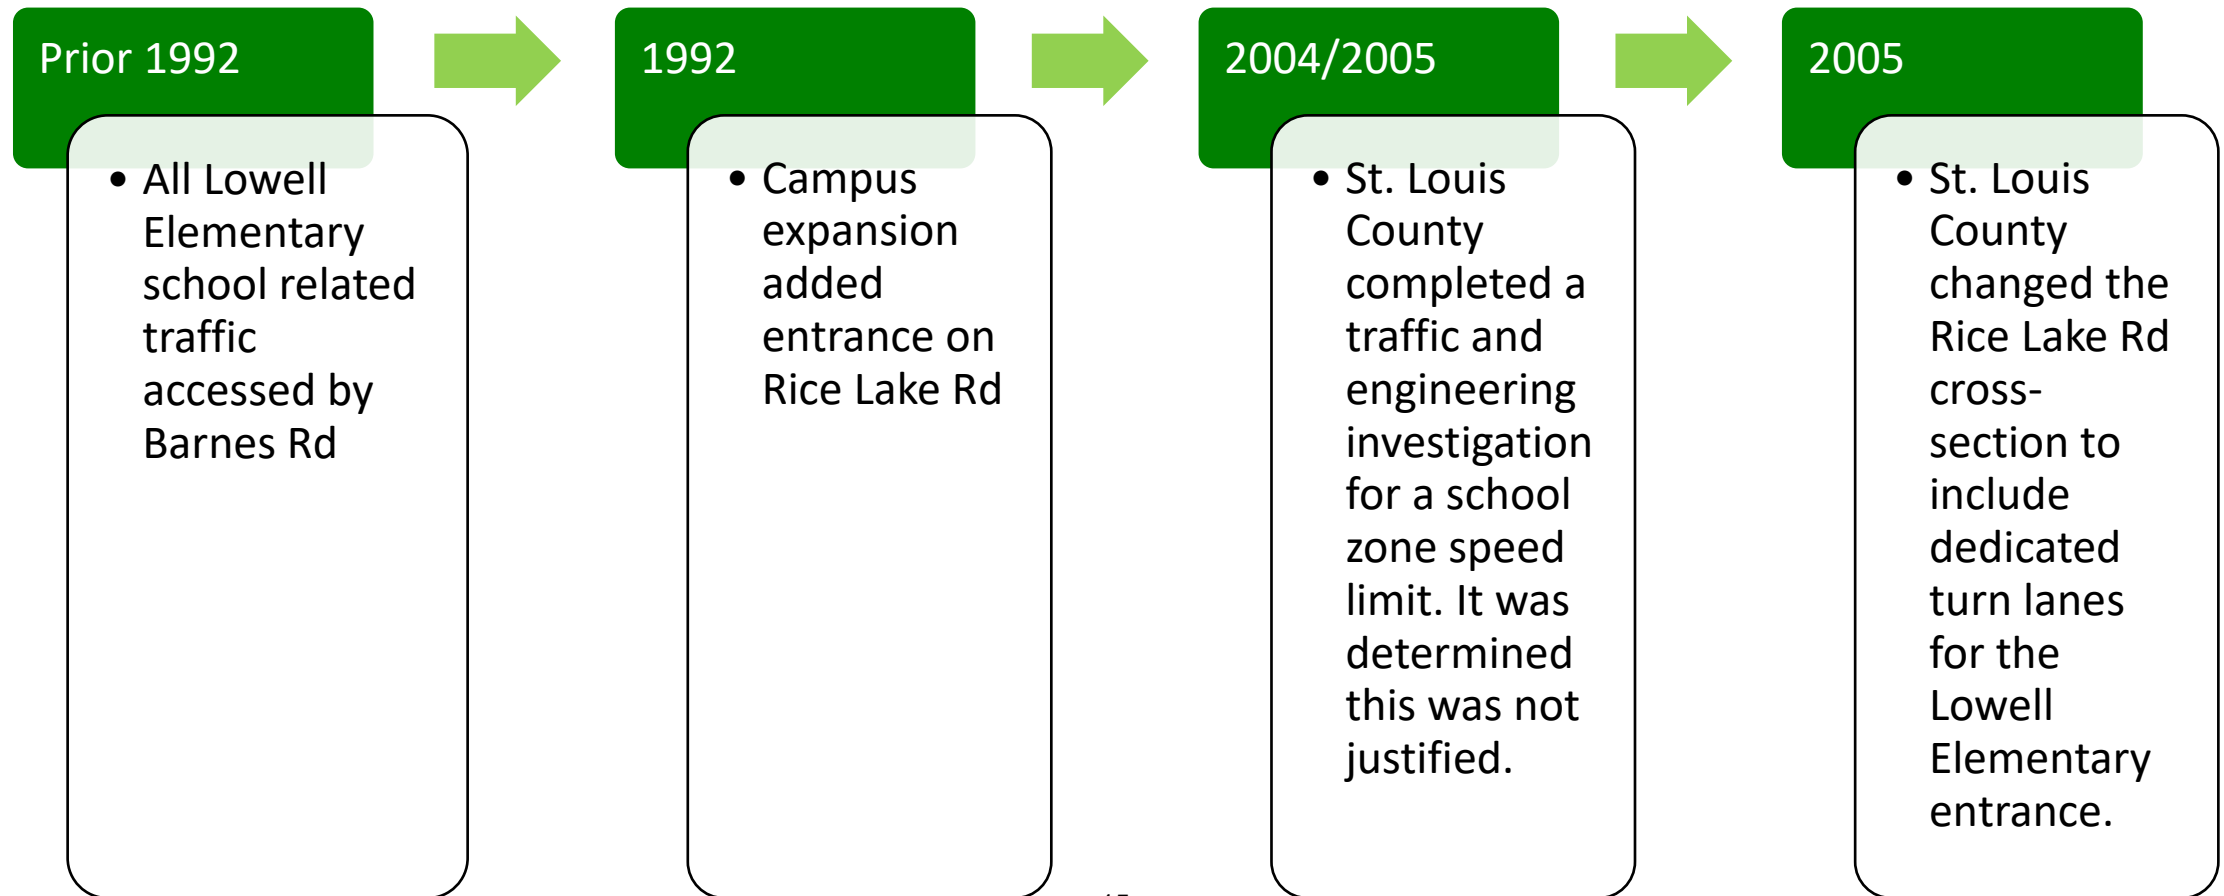 Prior 1992
• All Lowell
Elementary
school related
traffic
accessed by
Barnes Rd
1992
• Campus
expansion
added
entrance on
Rice Lake Rd
2004/2005
• St. Louis
County
completed a
traffic and
engineering
investigation
for a school
zone speed
limit. It was
determined
this was not
justified.
2005
• St. Louis
County
changed the
Rice Lake Rd
cross-
section to
include
dedicated
turn lanes
for the
Lowell
Elementary
entrance.